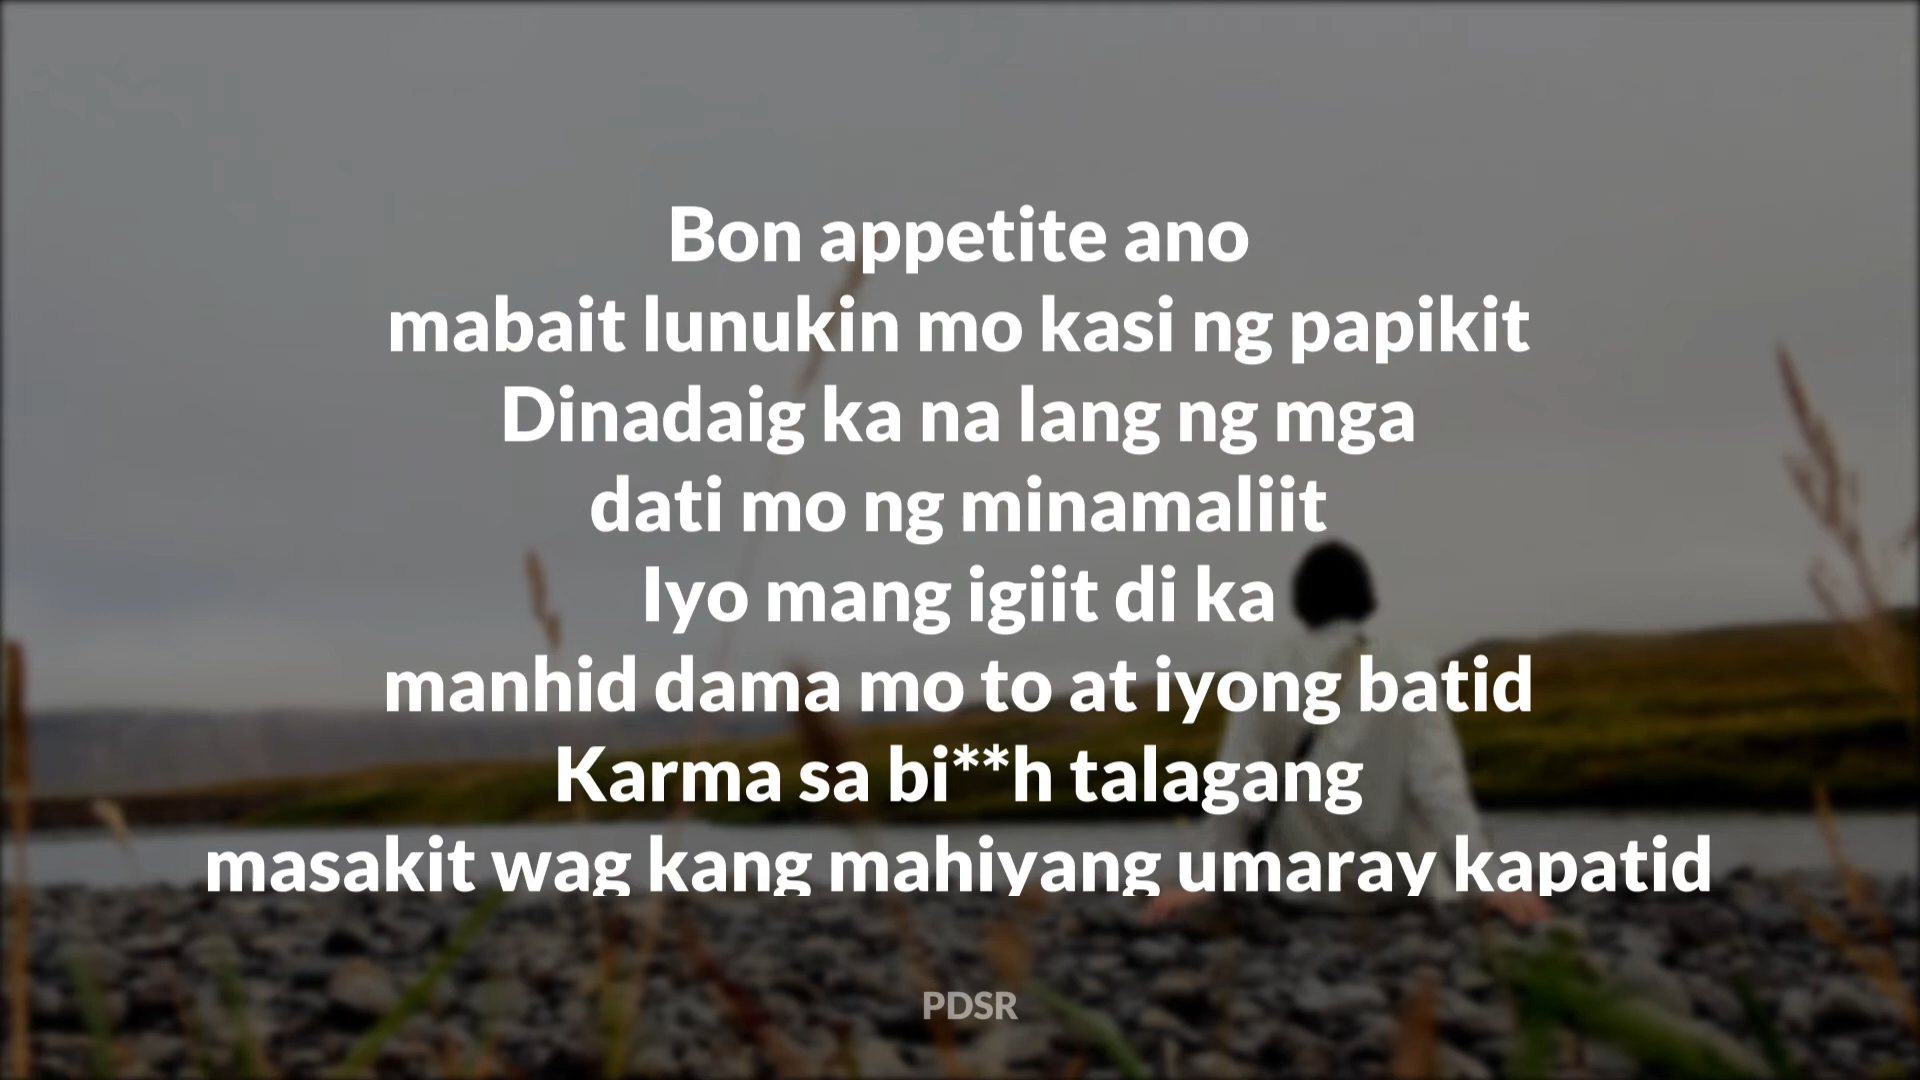 Bon appetite ano
mabait lunukin mo kasi ng papikit
Dinadaig ka na lang ng mga
dati mo ng minamaliit
Iyo mang igiit di ka
manhid dama mo to at iyong batid
Karma sa bi**h talagang
masakit wag kang mahiyang umaray kapatid
PDSR